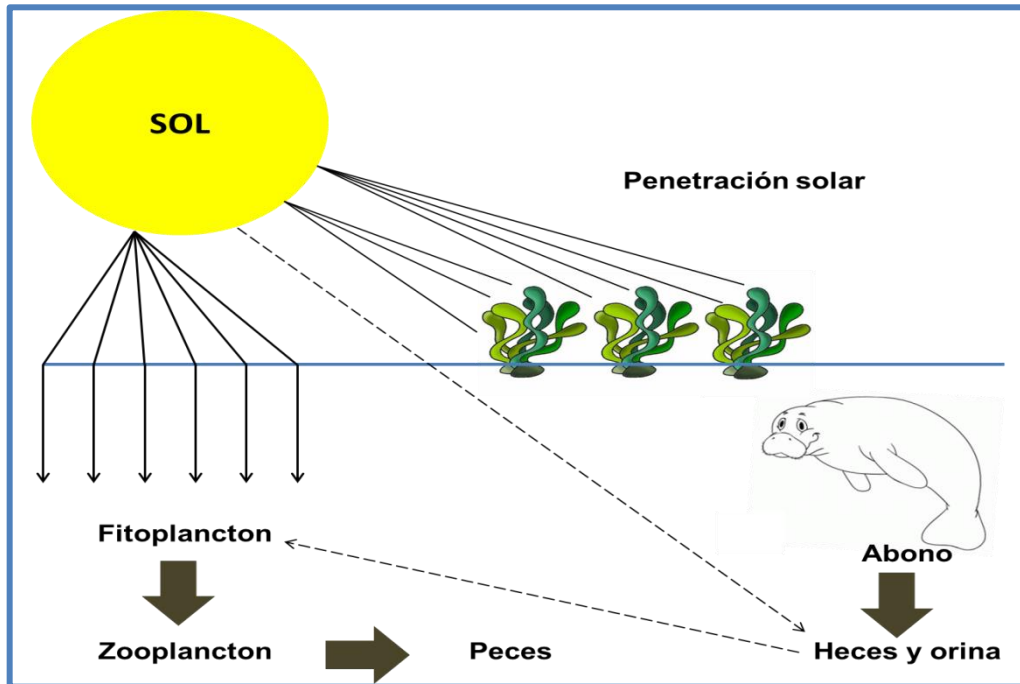 SOL
Penetración solar
Fitoplancton
Abono
Zooplancton
Peces
Heces y orina